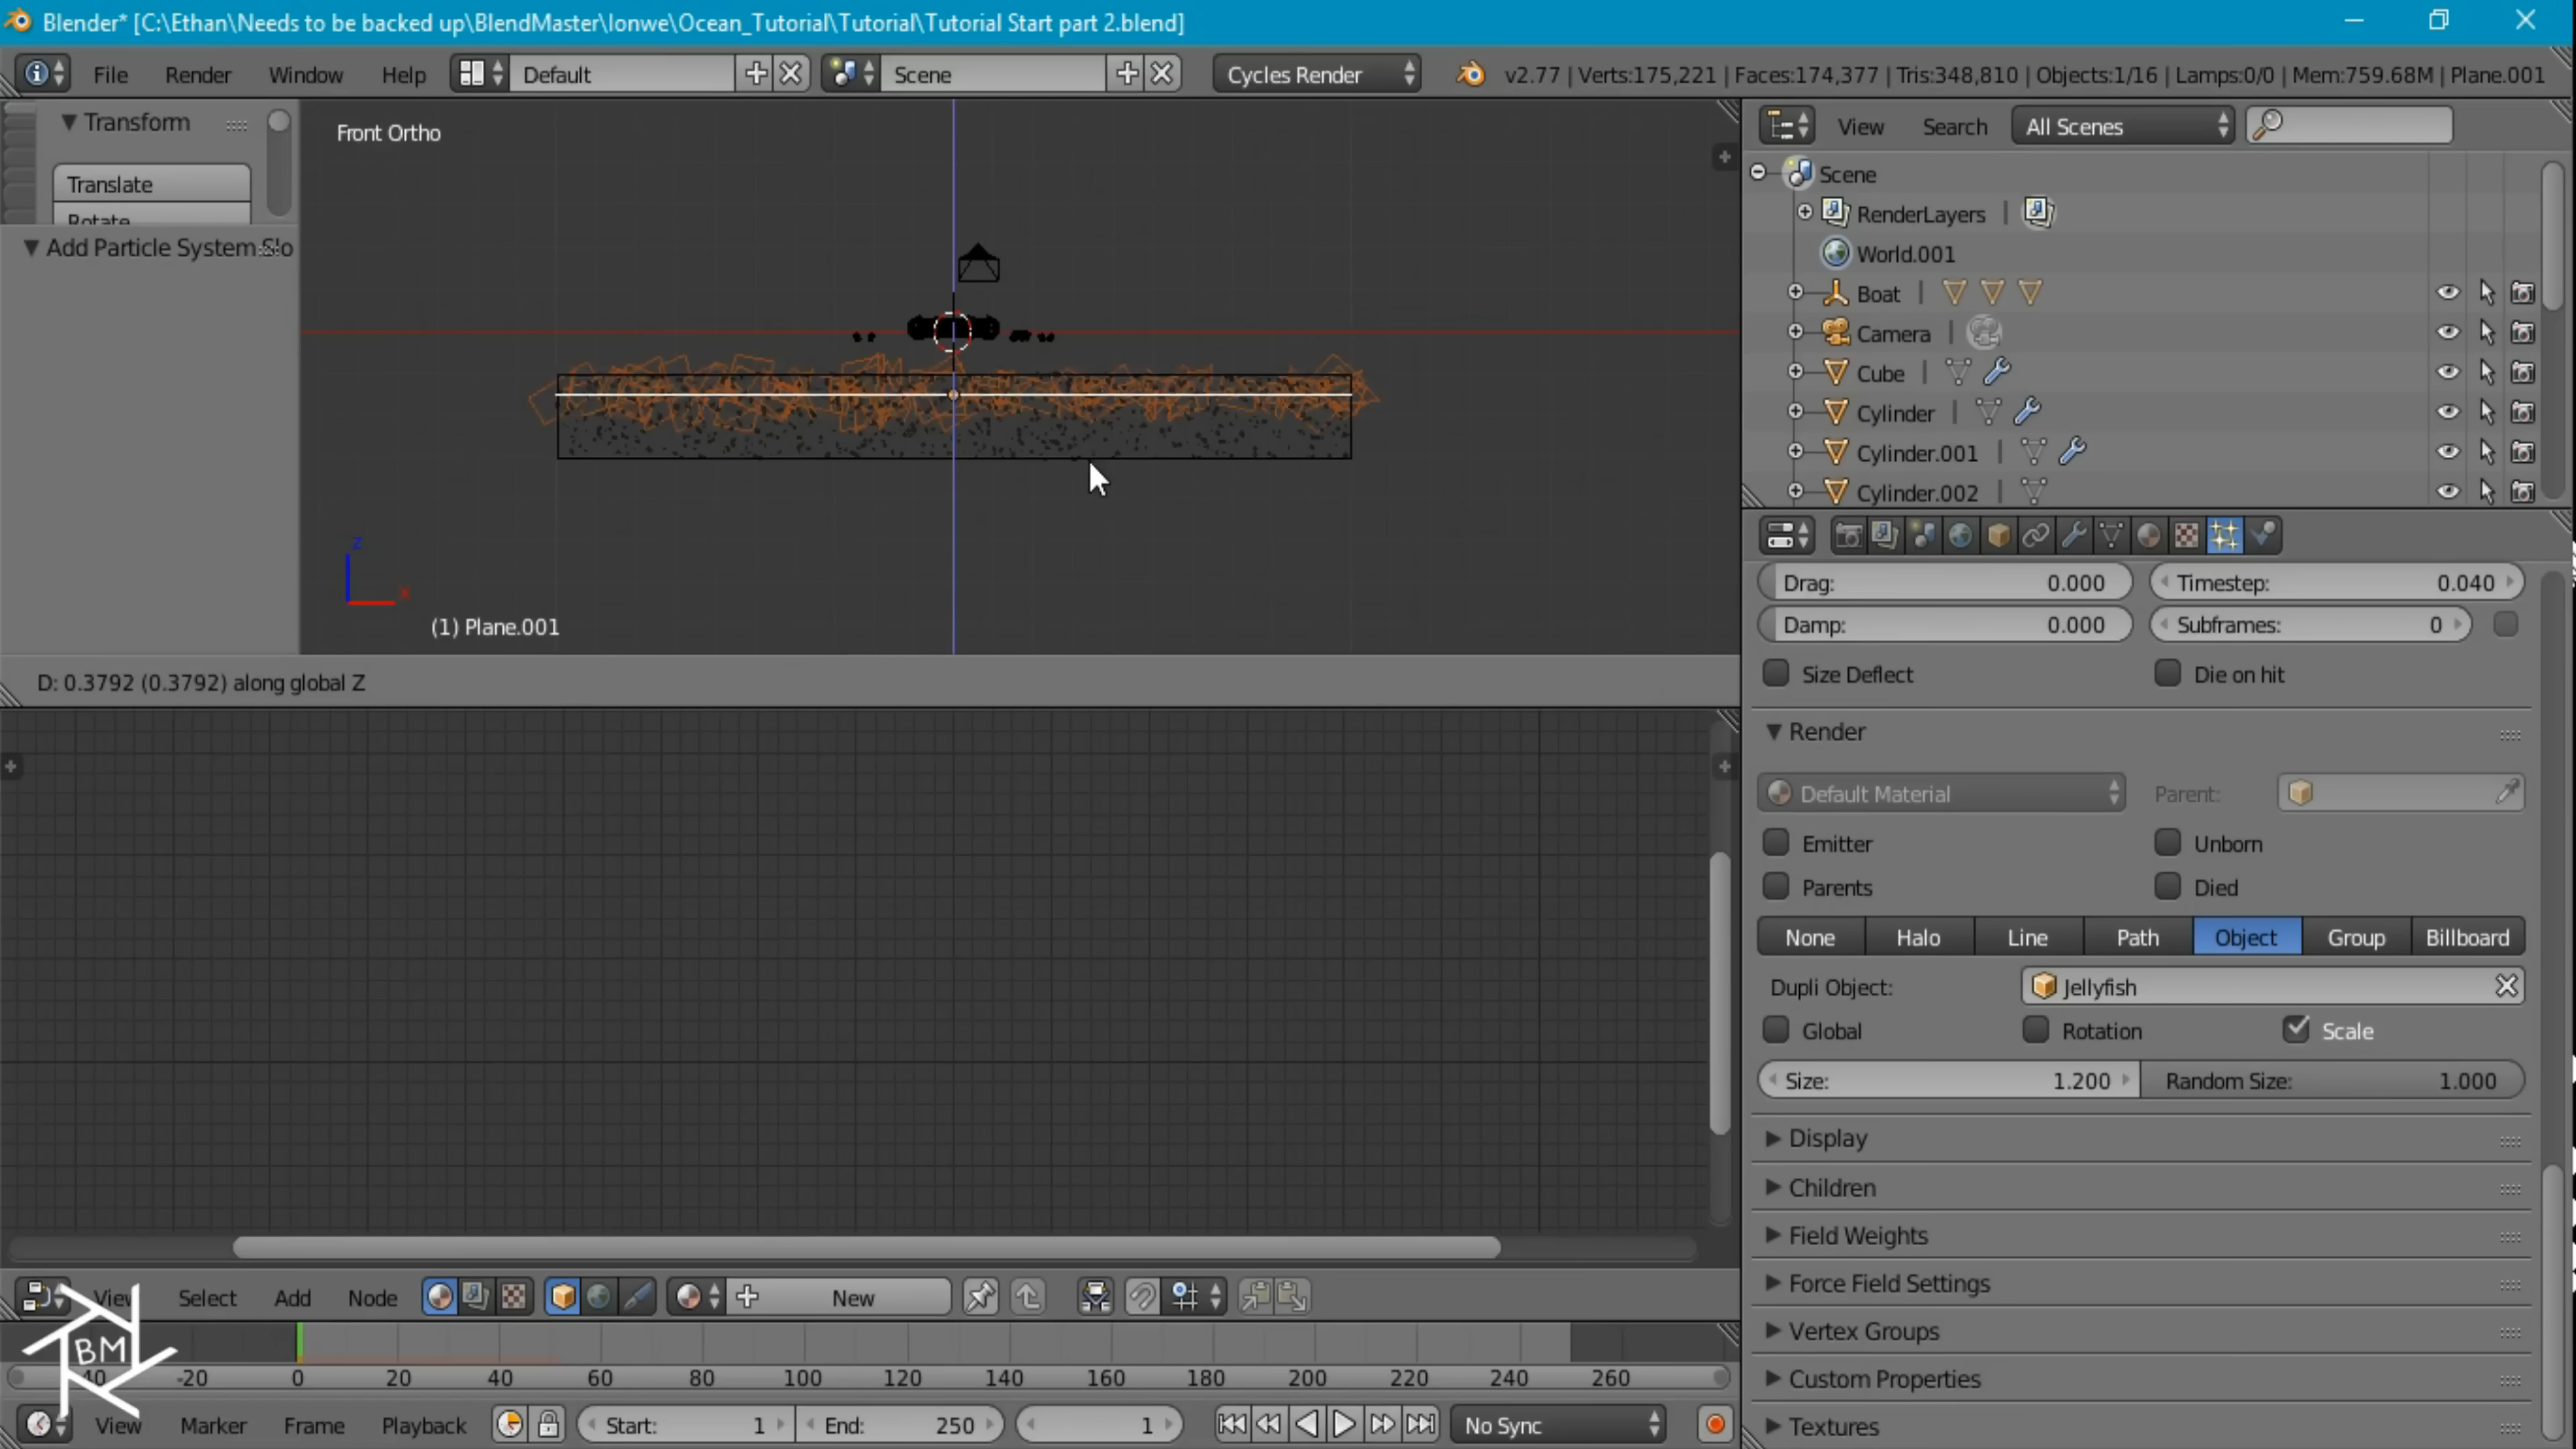 Blender* [C:\Ethan\Needs to be backed up\BlendMaster\Ionwe\Ocean_Tutorial\Tutorial\Tutorial Start part 2.blend]
File Render Window Help Default Scene Cycles Render v2.77 | Verts:175,221 | Faces:174,377 | Tris:348,810 | Objects:1/16 | Lamps:0/0 | Mem:759.68M | Plane.001
Transform
Translate
Rotate
Add Particle System Slo
Front Ortho
z
x
(1) Plane.001
D: 0.3792 (0.3792) along global Z
View Search All Scenes
Scene
RenderLayers |
World.001
Boat |
Camera |
Cube |
Cylinder |
Cylinder.001 |
Cylinder.002 |
Drag: 0.000 Timestep: 0.040
Damp: 0.000 Subframes: 0
Size Deflect Die on hit
Render
Default Material Parent:
Emitter Unborn
Parents Died
None Halo Line Path Object Group Billboard
Dupli Object: Jellyfish
Global Rotation Scale
Size: 1.200 Random Size: 1.000
Display
Children
Field Weights
Force Field Settings
Vertex Groups
Custom Properties
Textures
View Select Add Node New
BM
40 -20 0 20 40 60 80 100 120 140 160 180 200 220 240 260
View Marker Frame Playback Start: 1 End: 250 1 No Sync